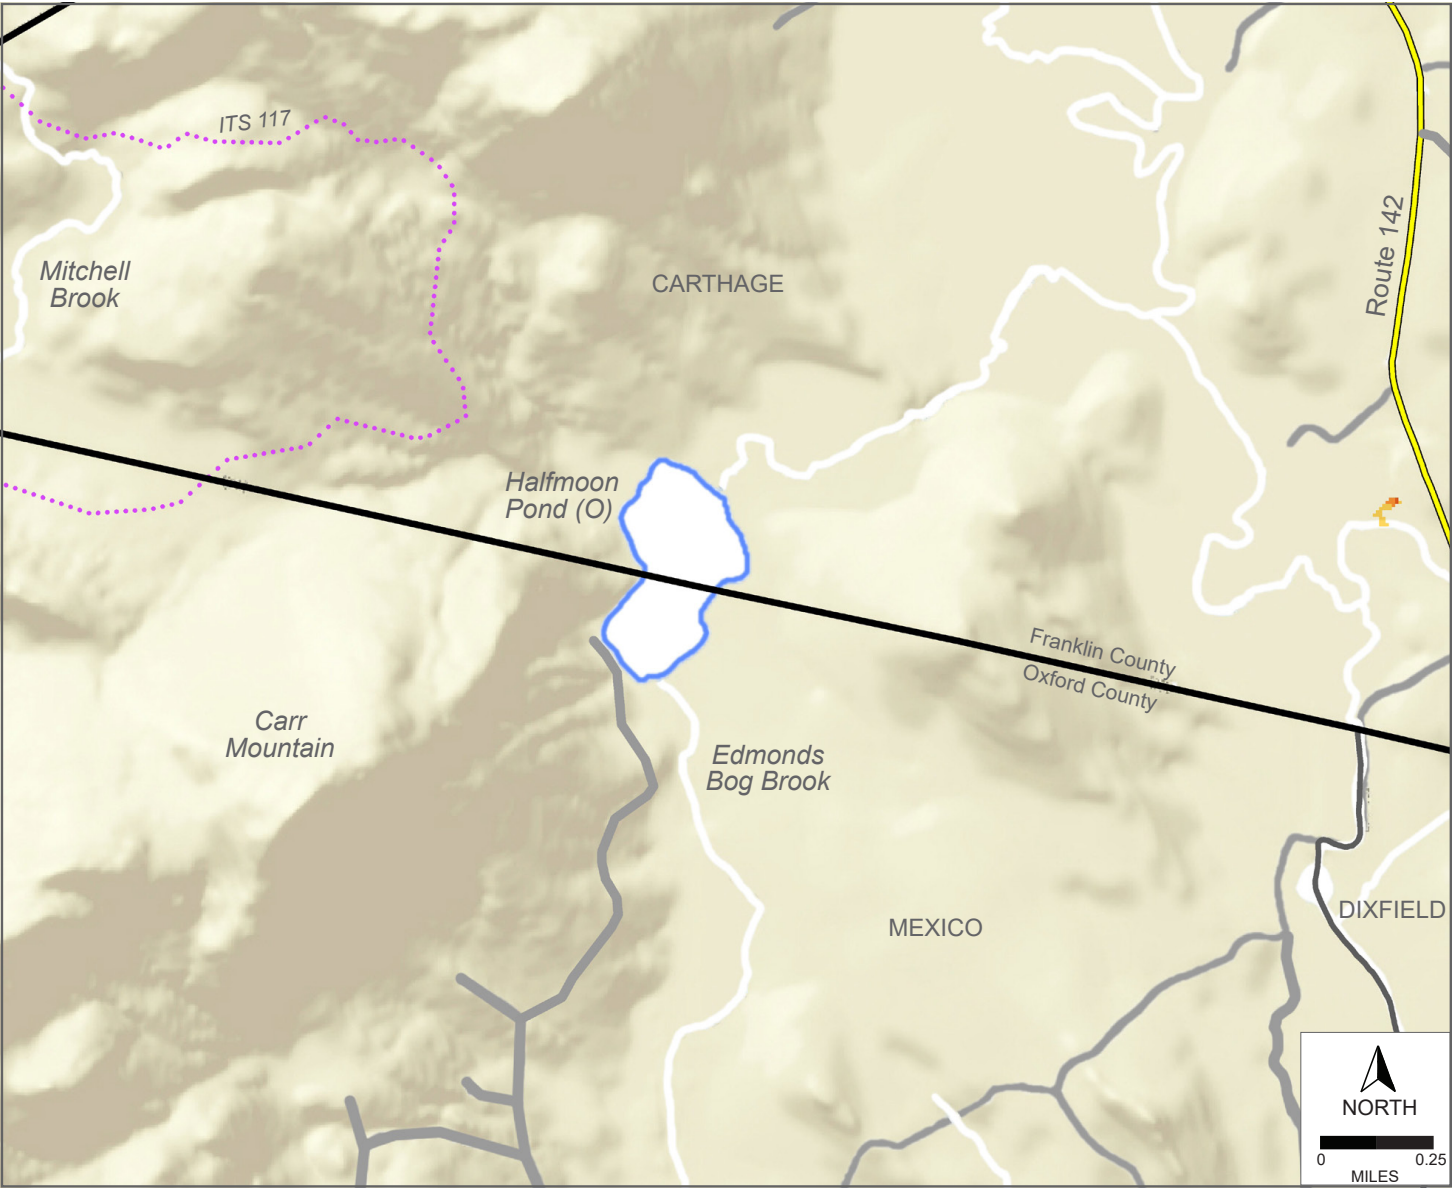 ITS 117
Route 142
Mitchell
Brook
CARTHAGE
Halfmoon
Pond (O)
Franklin County
Oxford County
Carr
Mountain
Edmonds
Bog Brook
MEXICO
DIXFIELD
NORTH
0 0.25
MILES